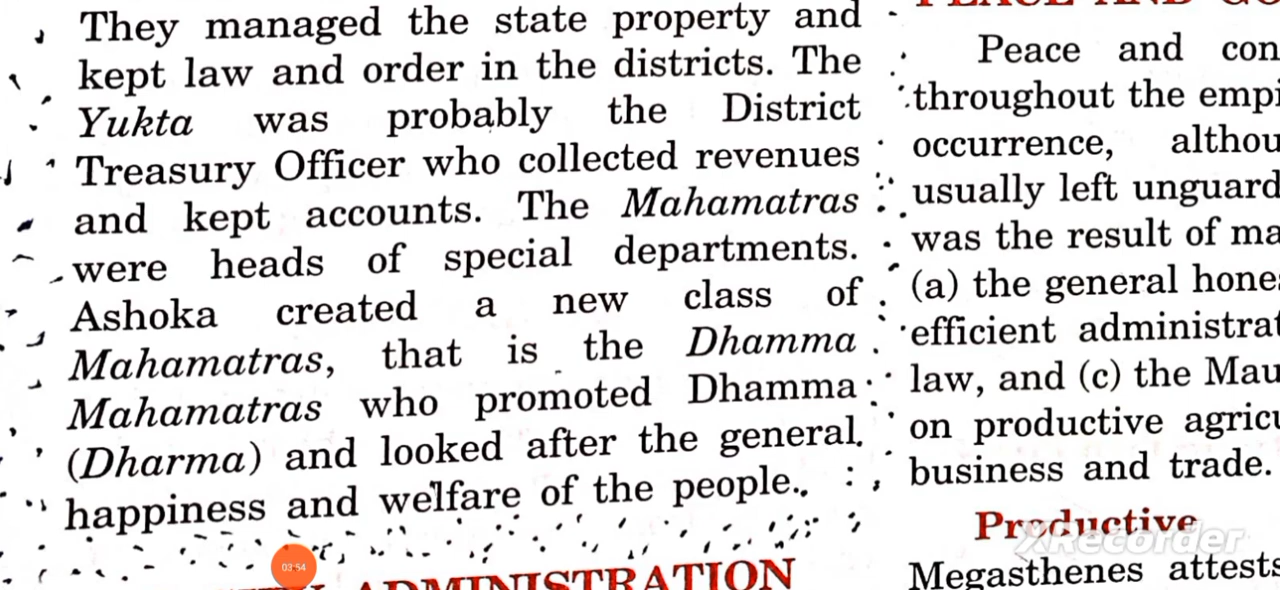 They managed the state property and
kept law and order in the districts. The
Yukta was probably the District
Treasury Officer who collected revenues
and kept accounts. The Mahamatras
were heads of special departments.
Ashoka created a new class of
Mahamatras, that is the Dhamma
Mahamatras who promoted Dhamma
(Dharma) and looked after the general
happiness and welfare of the people.
ADMINISTRATION
Peace and con
throughout the empi
occurrence, althou
usually left unguard
was the result of ma
(a) the general hones
efficient administrat
law, and (c) the Mau
on productive agricu
business and trade.
Productive
Megasthenes attests
XRecorder
03:54